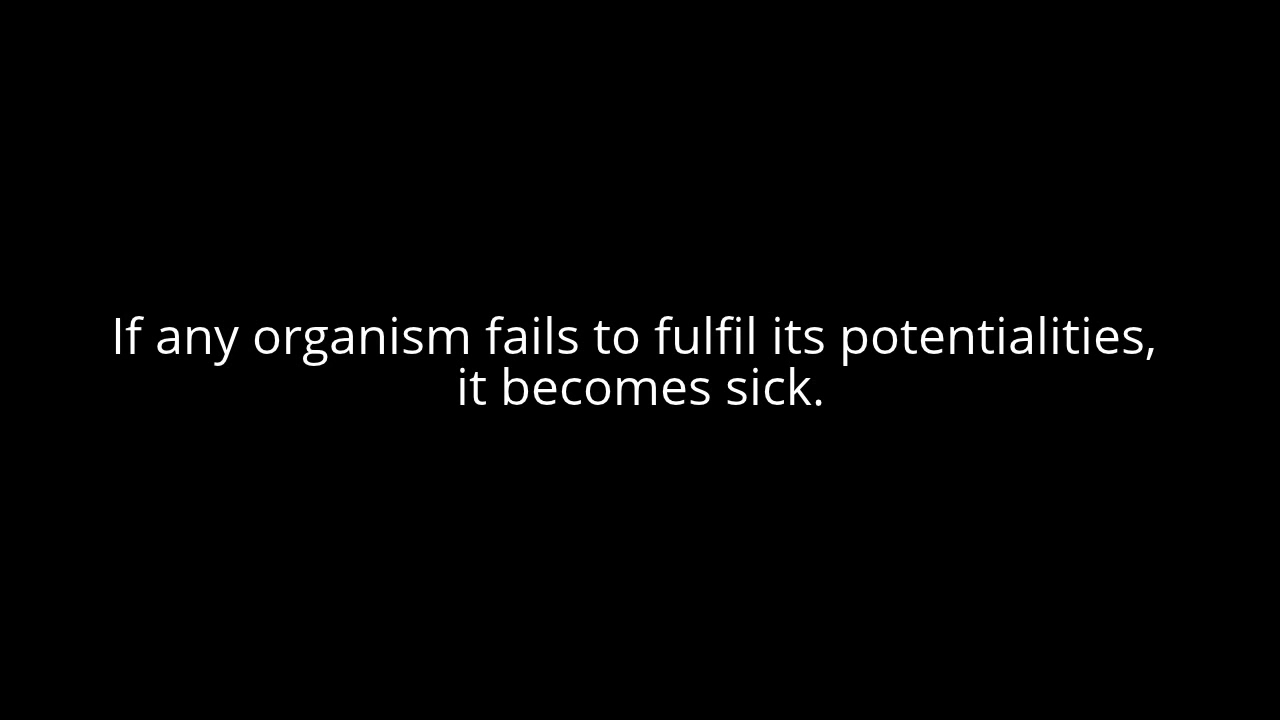 If any organism fails to fulfil its potentialities,
it becomes sick.